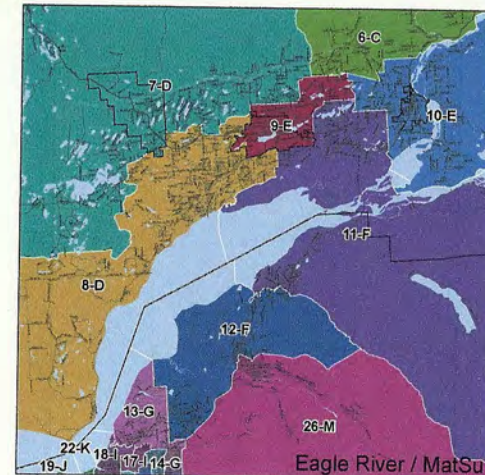 6-C
7-D
10-E
9-E
11-F
8-D
12-F
13-G
26-M
22-K
18-I
17-I
14-G
19-J
Eagle River / MatSu